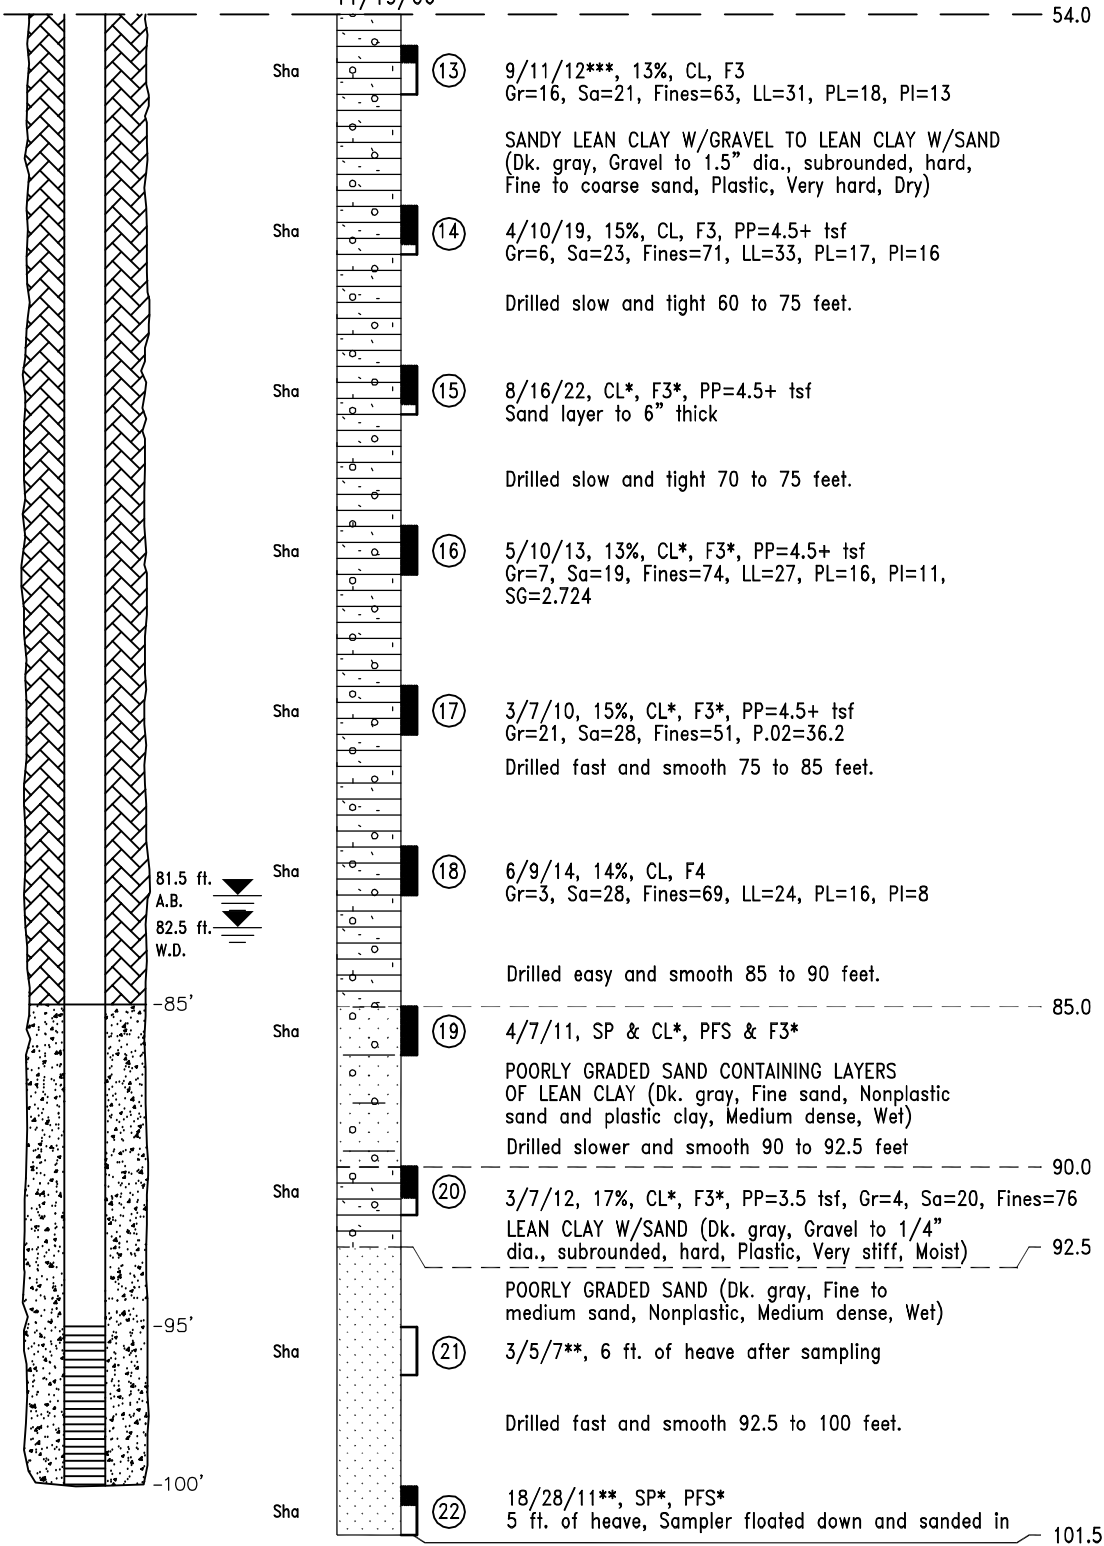 54.0
Sha 13 9/11/12***, 13%, CL, F3
Gr=16, Sa=21, Fines=63, LL=31, PL=18, PI=13
SANDY LEAN CLAY W/GRAVEL TO LEAN CLAY W/SAND
(Dk. gray, Gravel to 1.5" dia., subrounded, hard,
Fine to coarse sand, Plastic, Very hard, Dry)
Sha 14 4/10/19, 15%, CL, F3, PP=4.5+ tsf
Gr=6, Sa=23, Fines=71, LL=33, PL=17, PI=16
Drilled slow and tight 60 to 75 feet.
Sha 15 8/16/22, CL*, F3*, PP=4.5+ tsf
Sand layer to 6" thick
Drilled slow and tight 70 to 75 feet.
Sha 16 5/10/13, 13%, CL*, F3*, PP=4.5+ tsf
Gr=7, Sa=19, Fines=74, LL=27, PL=16, PI=11,
SG=2.724
Sha 17 3/7/10, 15%, CL*, F3*, PP=4.5+ tsf
Gr=21, Sa=28, Fines=51, P.02=36.2
Drilled fast and smooth 75 to 85 feet.
Sha 18 6/9/14, 14%, CL, F4
Gr=3, Sa=28, Fines=69, LL=24, PL=16, PI=8
81.5 ft.
A.B.
82.5 ft.
W.D.
Drilled easy and smooth 85 to 90 feet.
-85' 85.0
Sha 19 4/7/11, SP & CL*, PFS & F3*
POORLY GRADED SAND CONTAINING LAYERS
OF LEAN CLAY (Dk. gray, Fine sand, Nonplastic
sand and plastic clay, Medium dense, Wet)
Drilled slower and smooth 90 to 92.5 feet
90.0
Sha 20 3/7/12, 17%, CL*, F3*, PP=3.5 tsf, Gr=4, Sa=20, Fines=76
LEAN CLAY W/SAND (Dk. gray, Gravel to 1/4"
dia., subrounded, hard, Plastic, Very stiff, Moist) 92.5
POORLY GRADED SAND (Dk. gray, Fine to
medium sand, Nonplastic, Medium dense, Wet)
-95'
Sha 21 3/5/7**, 6 ft. of heave after sampling
Drilled fast and smooth 92.5 to 100 feet.
-100'
Sha 22 18/28/11**, SP*, PFS*
5 ft. of heave, Sampler floated down and sanded in
101.5